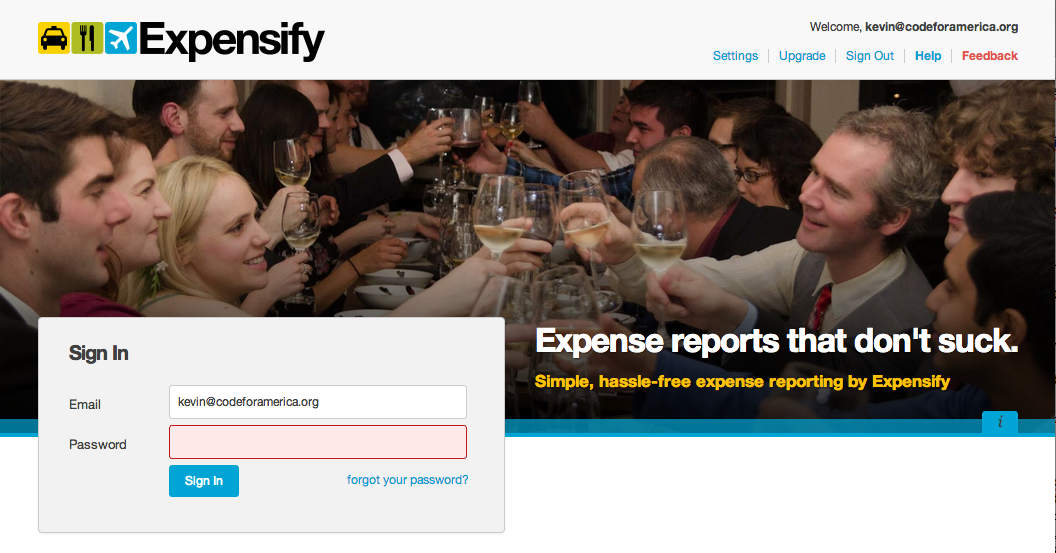 Expensify
Welcome, kevin@codeforamerica.org
Settings Upgrade Sign Out Help Feedback
Expense reports that don't suck.
Simple, hassle-free expense reporting by Expensify
i
Sign In
Email kevin@codeforamerica.org
Password
Sign In forgot your password?